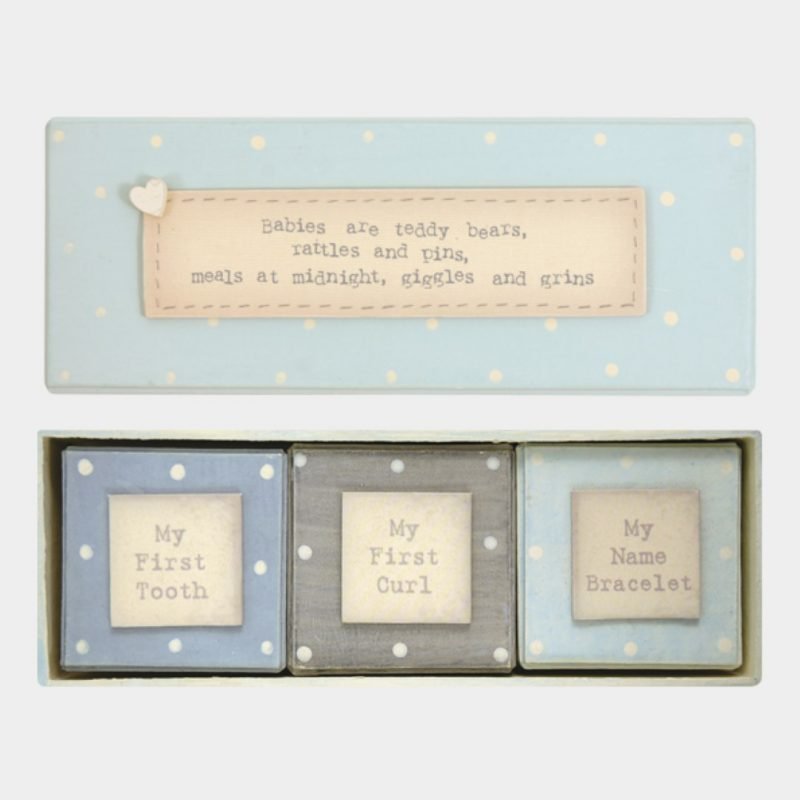 Babies are teddy bears,
rattles and pins,
meals at midnight, giggles and grins
My
First
Tooth
My
First
Curl
My
Name
Bracelet